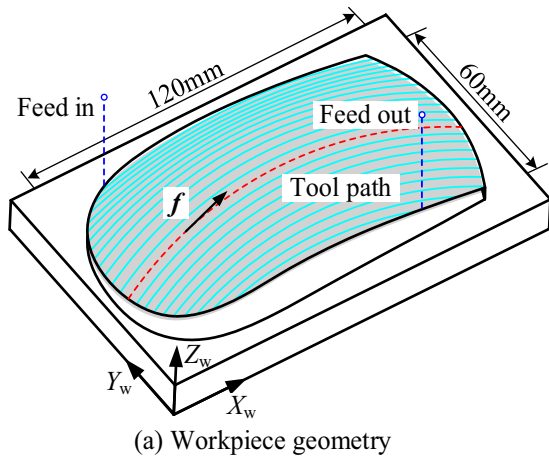 120mm
60mm
Feed in
Feed out
f
Tool path
Zw
Yw
Xw
(a) Workpiece geometry